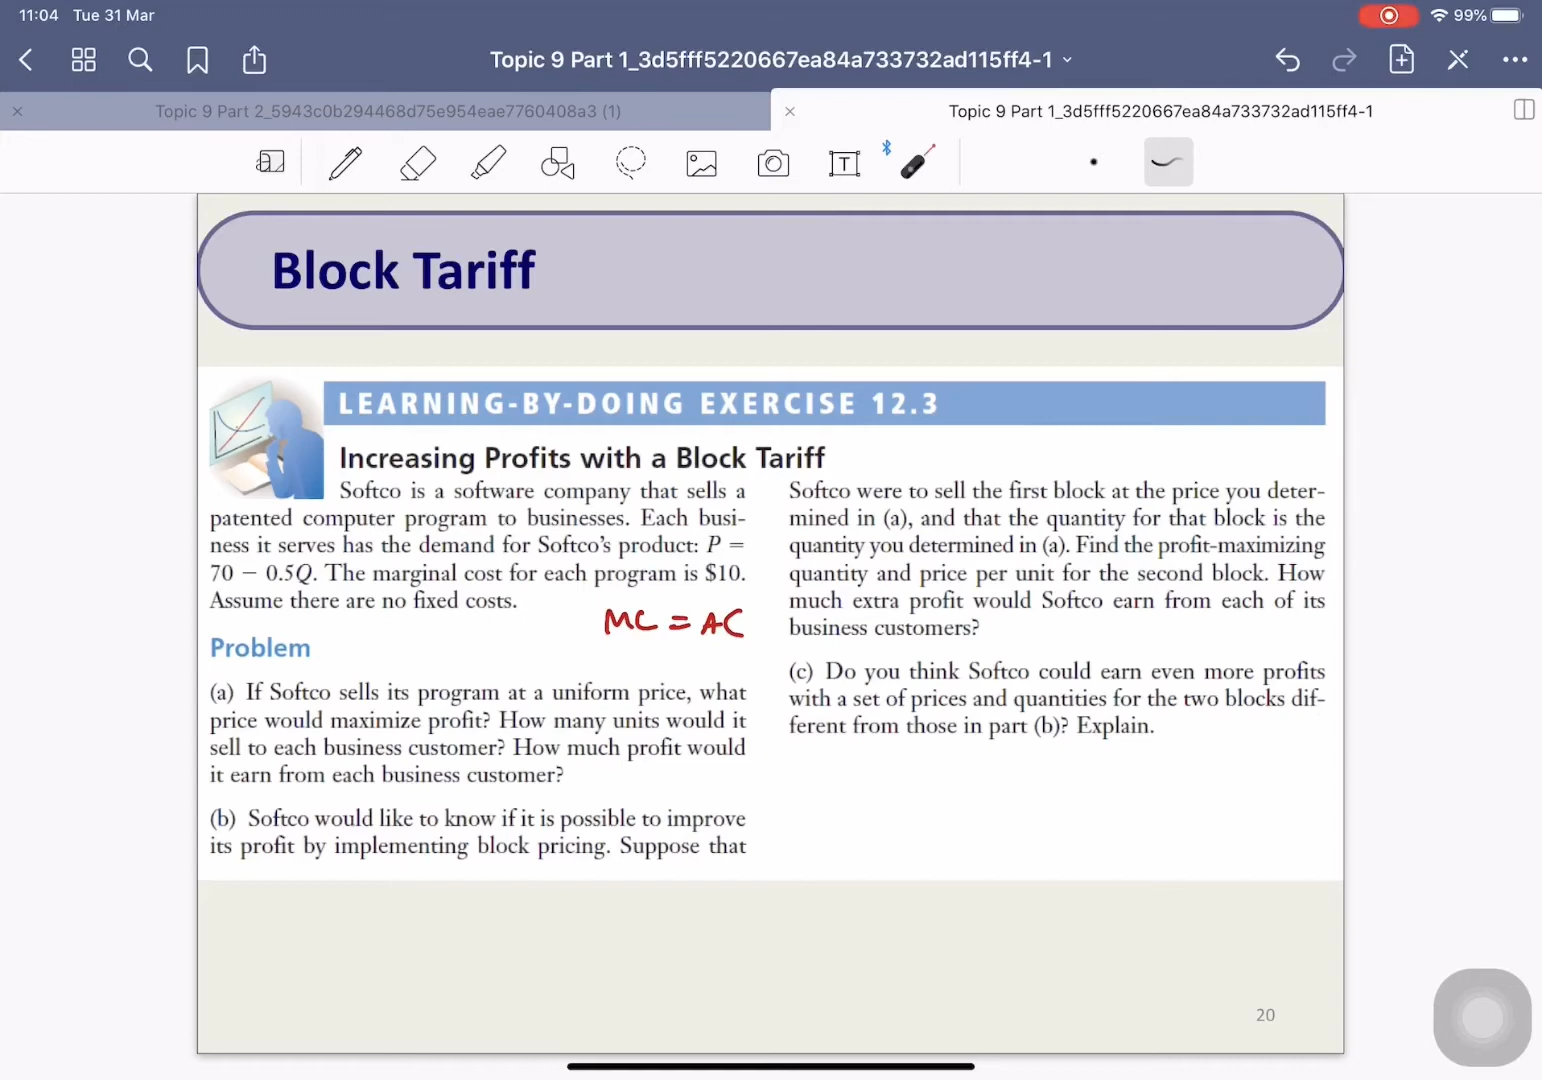 11:04 Tue 31 Mar
99%
Topic 9 Part 1_3d5fff5220667ea84a733732ad115ff4-1
Topic 9 Part 2_5943c0b294468d75e954eae7760408a3 (1)
Topic 9 Part 1_3d5fff5220667ea84a733732ad115ff4-1
Block Tariff
LEARNING-BY-DOING EXERCISE 12.3
Increasing Profits with a Block Tariff
Softco is a software company that sells a
patented computer program to businesses. Each busi-
ness it serves has the demand for Softco's product: P =
70 − 0.5Q. The marginal cost for each program is $10.
Assume there are no fixed costs.
MC = AC
Problem
(a) If Softco sells its program at a uniform price, what
price would maximize profit? How many units would it
sell to each business customer? How much profit would
it earn from each business customer?
(b) Softco would like to know if it is possible to improve
its profit by implementing block pricing. Suppose that
Softco were to sell the first block at the price you deter-
mined in (a), and that the quantity for that block is the
quantity you determined in (a). Find the profit-maximizing
quantity and price per unit for the second block. How
much extra profit would Softco earn from each of its
business customers?
(c) Do you think Softco could earn even more profits
with a set of prices and quantities for the two blocks dif-
ferent from those in part (b)? Explain.
20